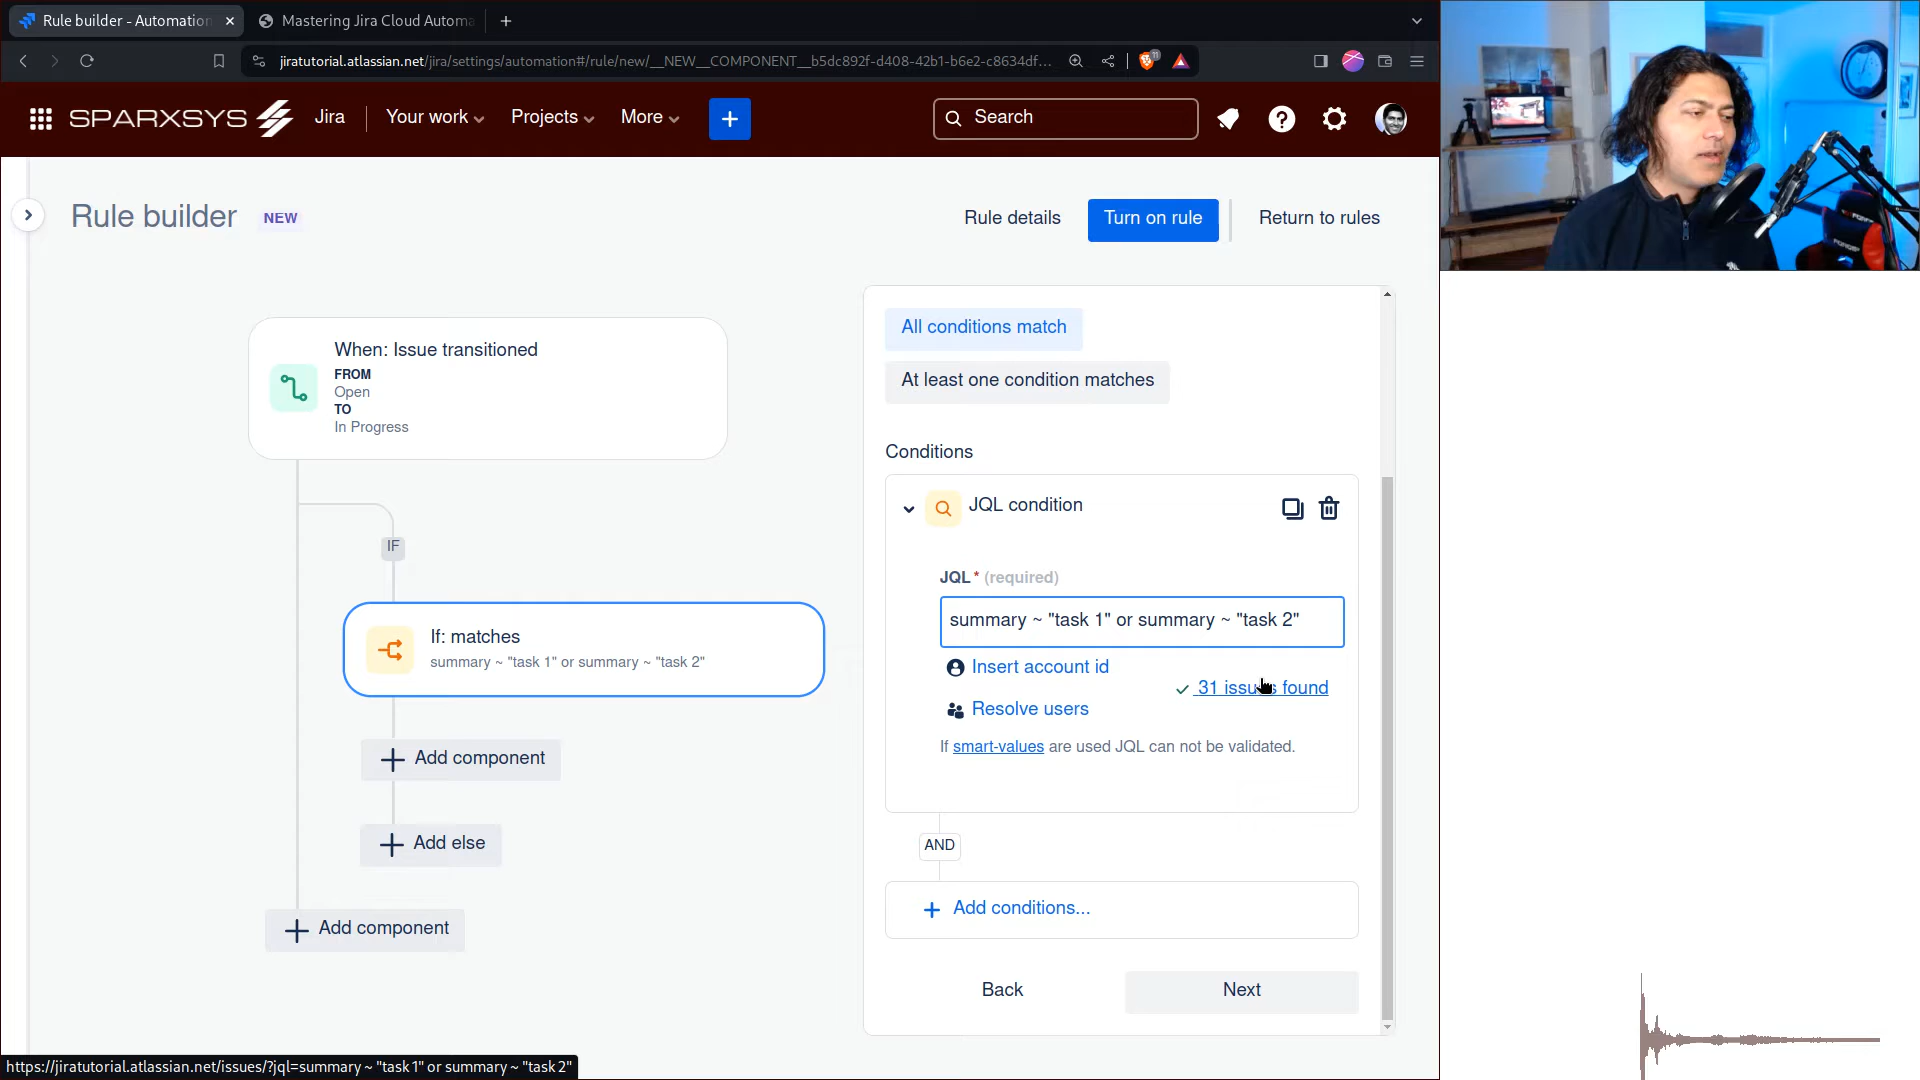 Rule builder - Automation
Mastering Jira Cloud Automa
jiratutorial.atlassian.net/jira/settings/automation#/rule/new/__NEW__COMPONENT__b5dc892f-d408-42b1-b6e2-c8634df...
11
SPARXSYS
Jira
Your work
Projects
More
Search
Rule builder
NEW
Rule details
Turn on rule
Return to rules
When: Issue transitioned
FROM
Open
TO
In Progress
IF
If: matches
summary ~ "task 1" or summary ~ "task 2"
Add component
Add else
Add component
All conditions match
At least one condition matches
Conditions
JQL condition
JQL * (required)
summary ~ "task 1" or summary ~ "task 2"
Insert account id
31 issues found
Resolve users
If smart-values are used JQL can not be validated.
AND
Add conditions...
Back
Next
https://jiratutorial.atlassian.net/issues/?jql=summary ~ "task 1" or summary ~ "task 2"